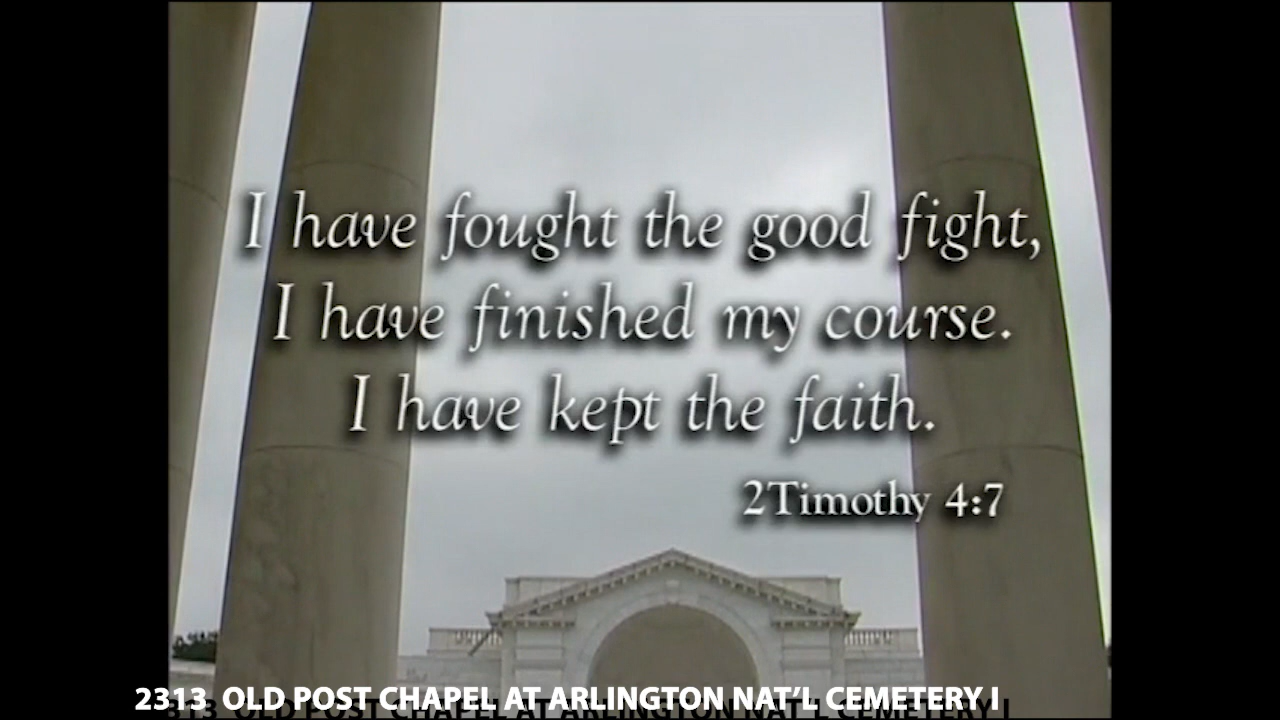 I have fought the good fight,
I have finished my course.
I have kept the faith.
2Timothy 4:7
2313 OLD POST CHAPEL AT ARLINGTON NAT'L CEMETERY I